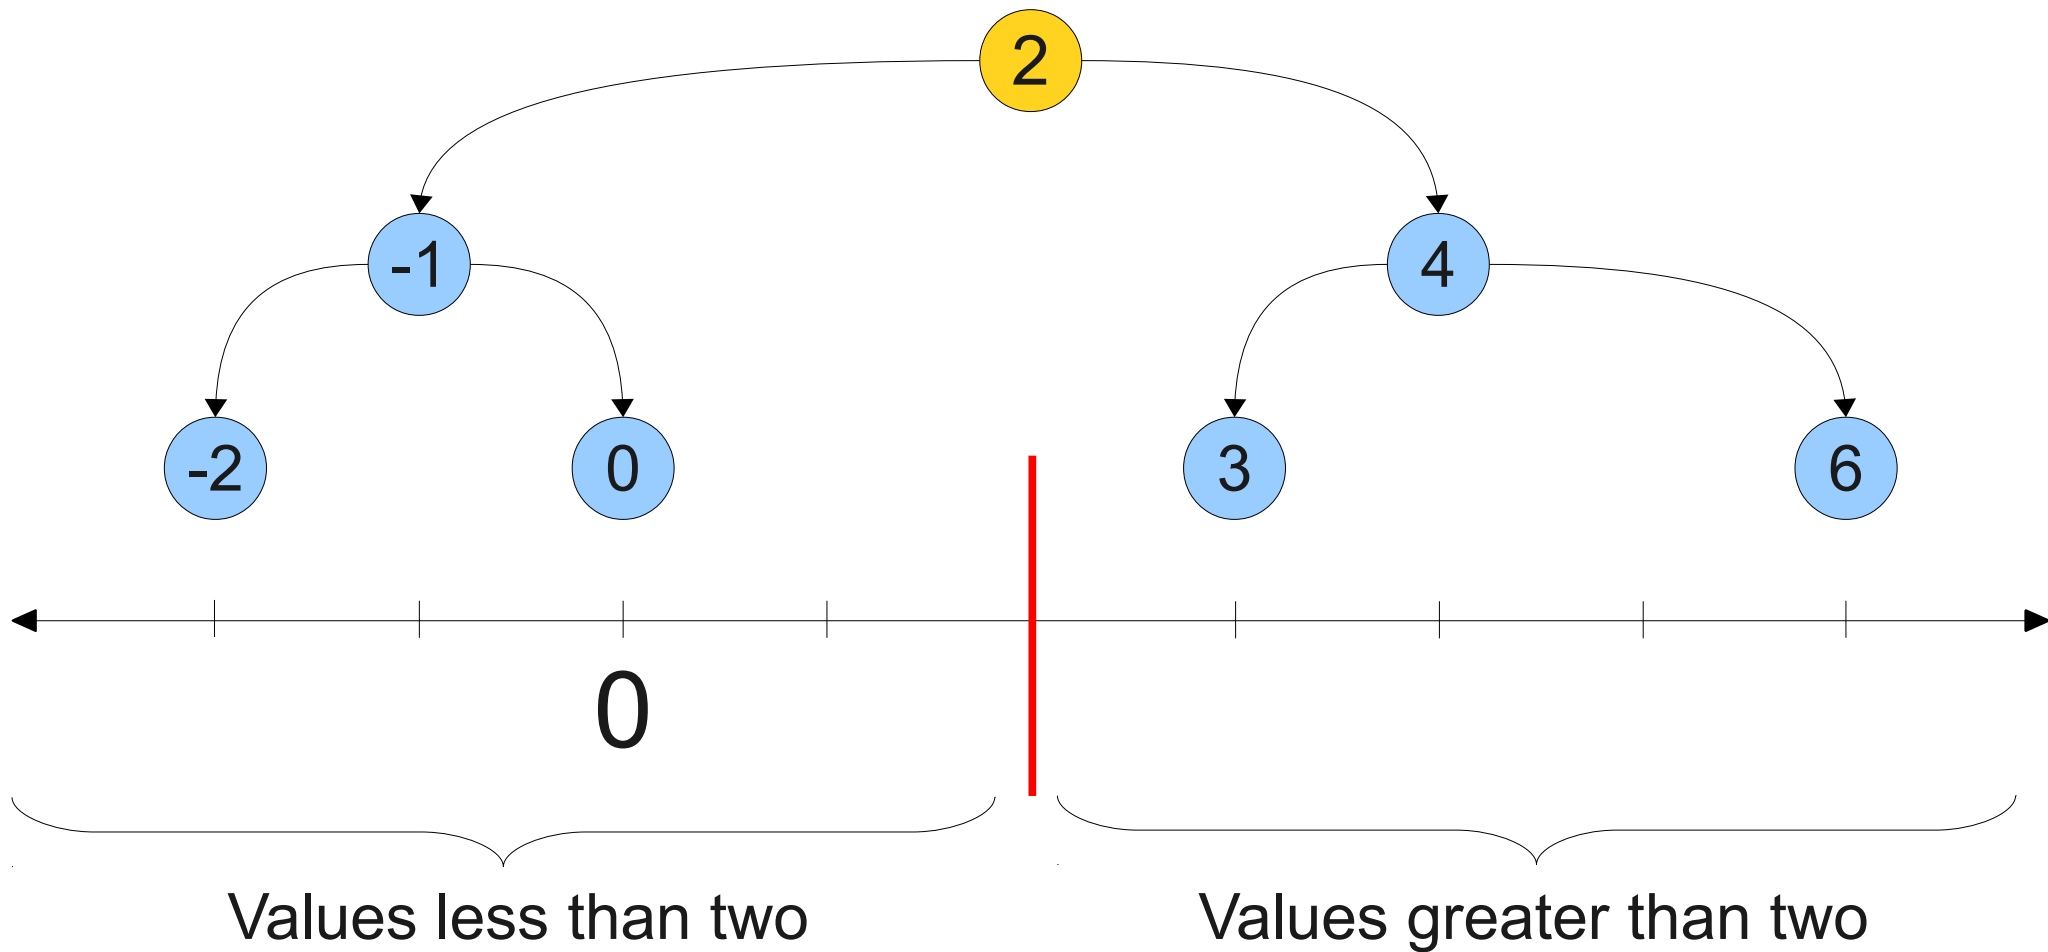 2
-1 4
-2 0 3 6
0
Values less than two
Values greater than two